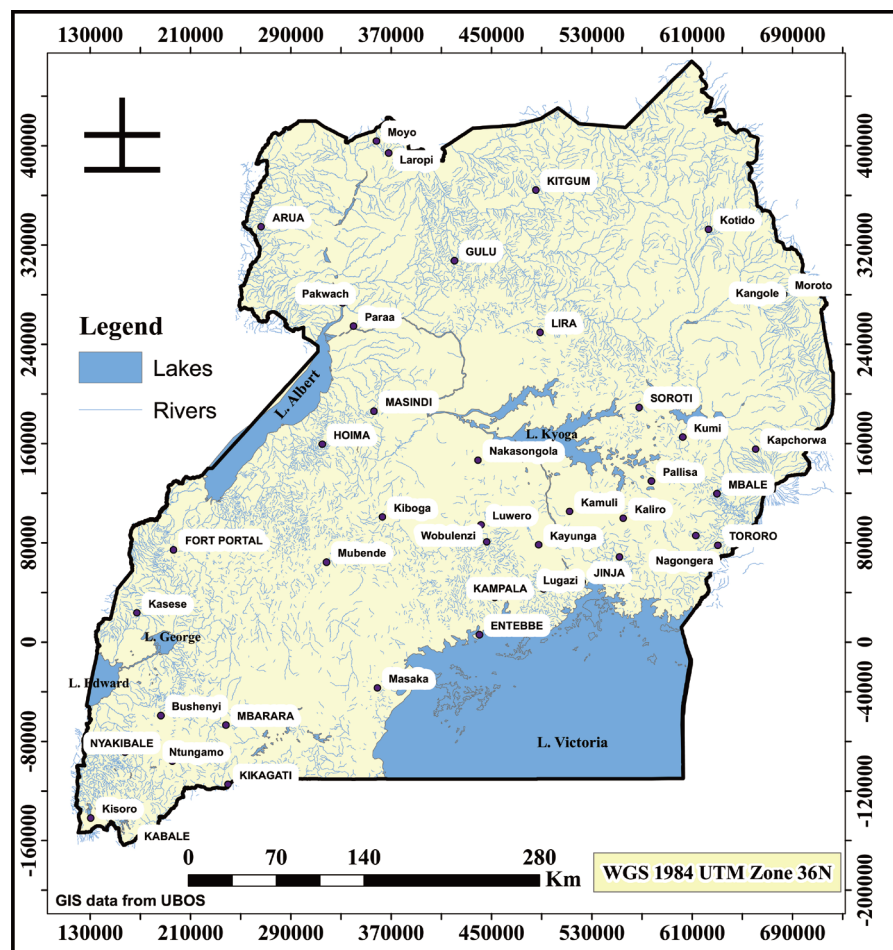 130000 210000 290000 370000 450000 530000 610000 690000
400000
320000
240000
160000
80000
0
-80000
-160000
400000
320000
240000
160000
80000
0
-40000
-120000
-200000
Moyo
Laropi
KITGUM
ARUA
Kotido
GULU
Pakwach
Kangole
Moroto
Paraa
LIRA
Legend
Lakes
Rivers
L. Albert
MASINDI
SOROTI
HOIMA
L. Kyoga
Kumi
Kapchorwa
Nakasongola
Pallisa
MBALE
Kiboga
Luwero
Kamuli
Kaliro
FORT PORTAL
Wobulenzi
Kayunga
TORORO
Mubende
Nagongera
JINJA
Lugazi
KAMPALA
Kasese
ENTEBBE
L. George
L. Edward
Masaka
Bushenyi
MBARARA
L. Victoria
NYAKIBALE
Ntungamo
KIKAGATI
Kisoro
KABALE
0 70 140 280
Km
WGS 1984 UTM Zone 36N
GIS data from UBOS
130000 210000 290000 370000 450000 530000 610000 690000